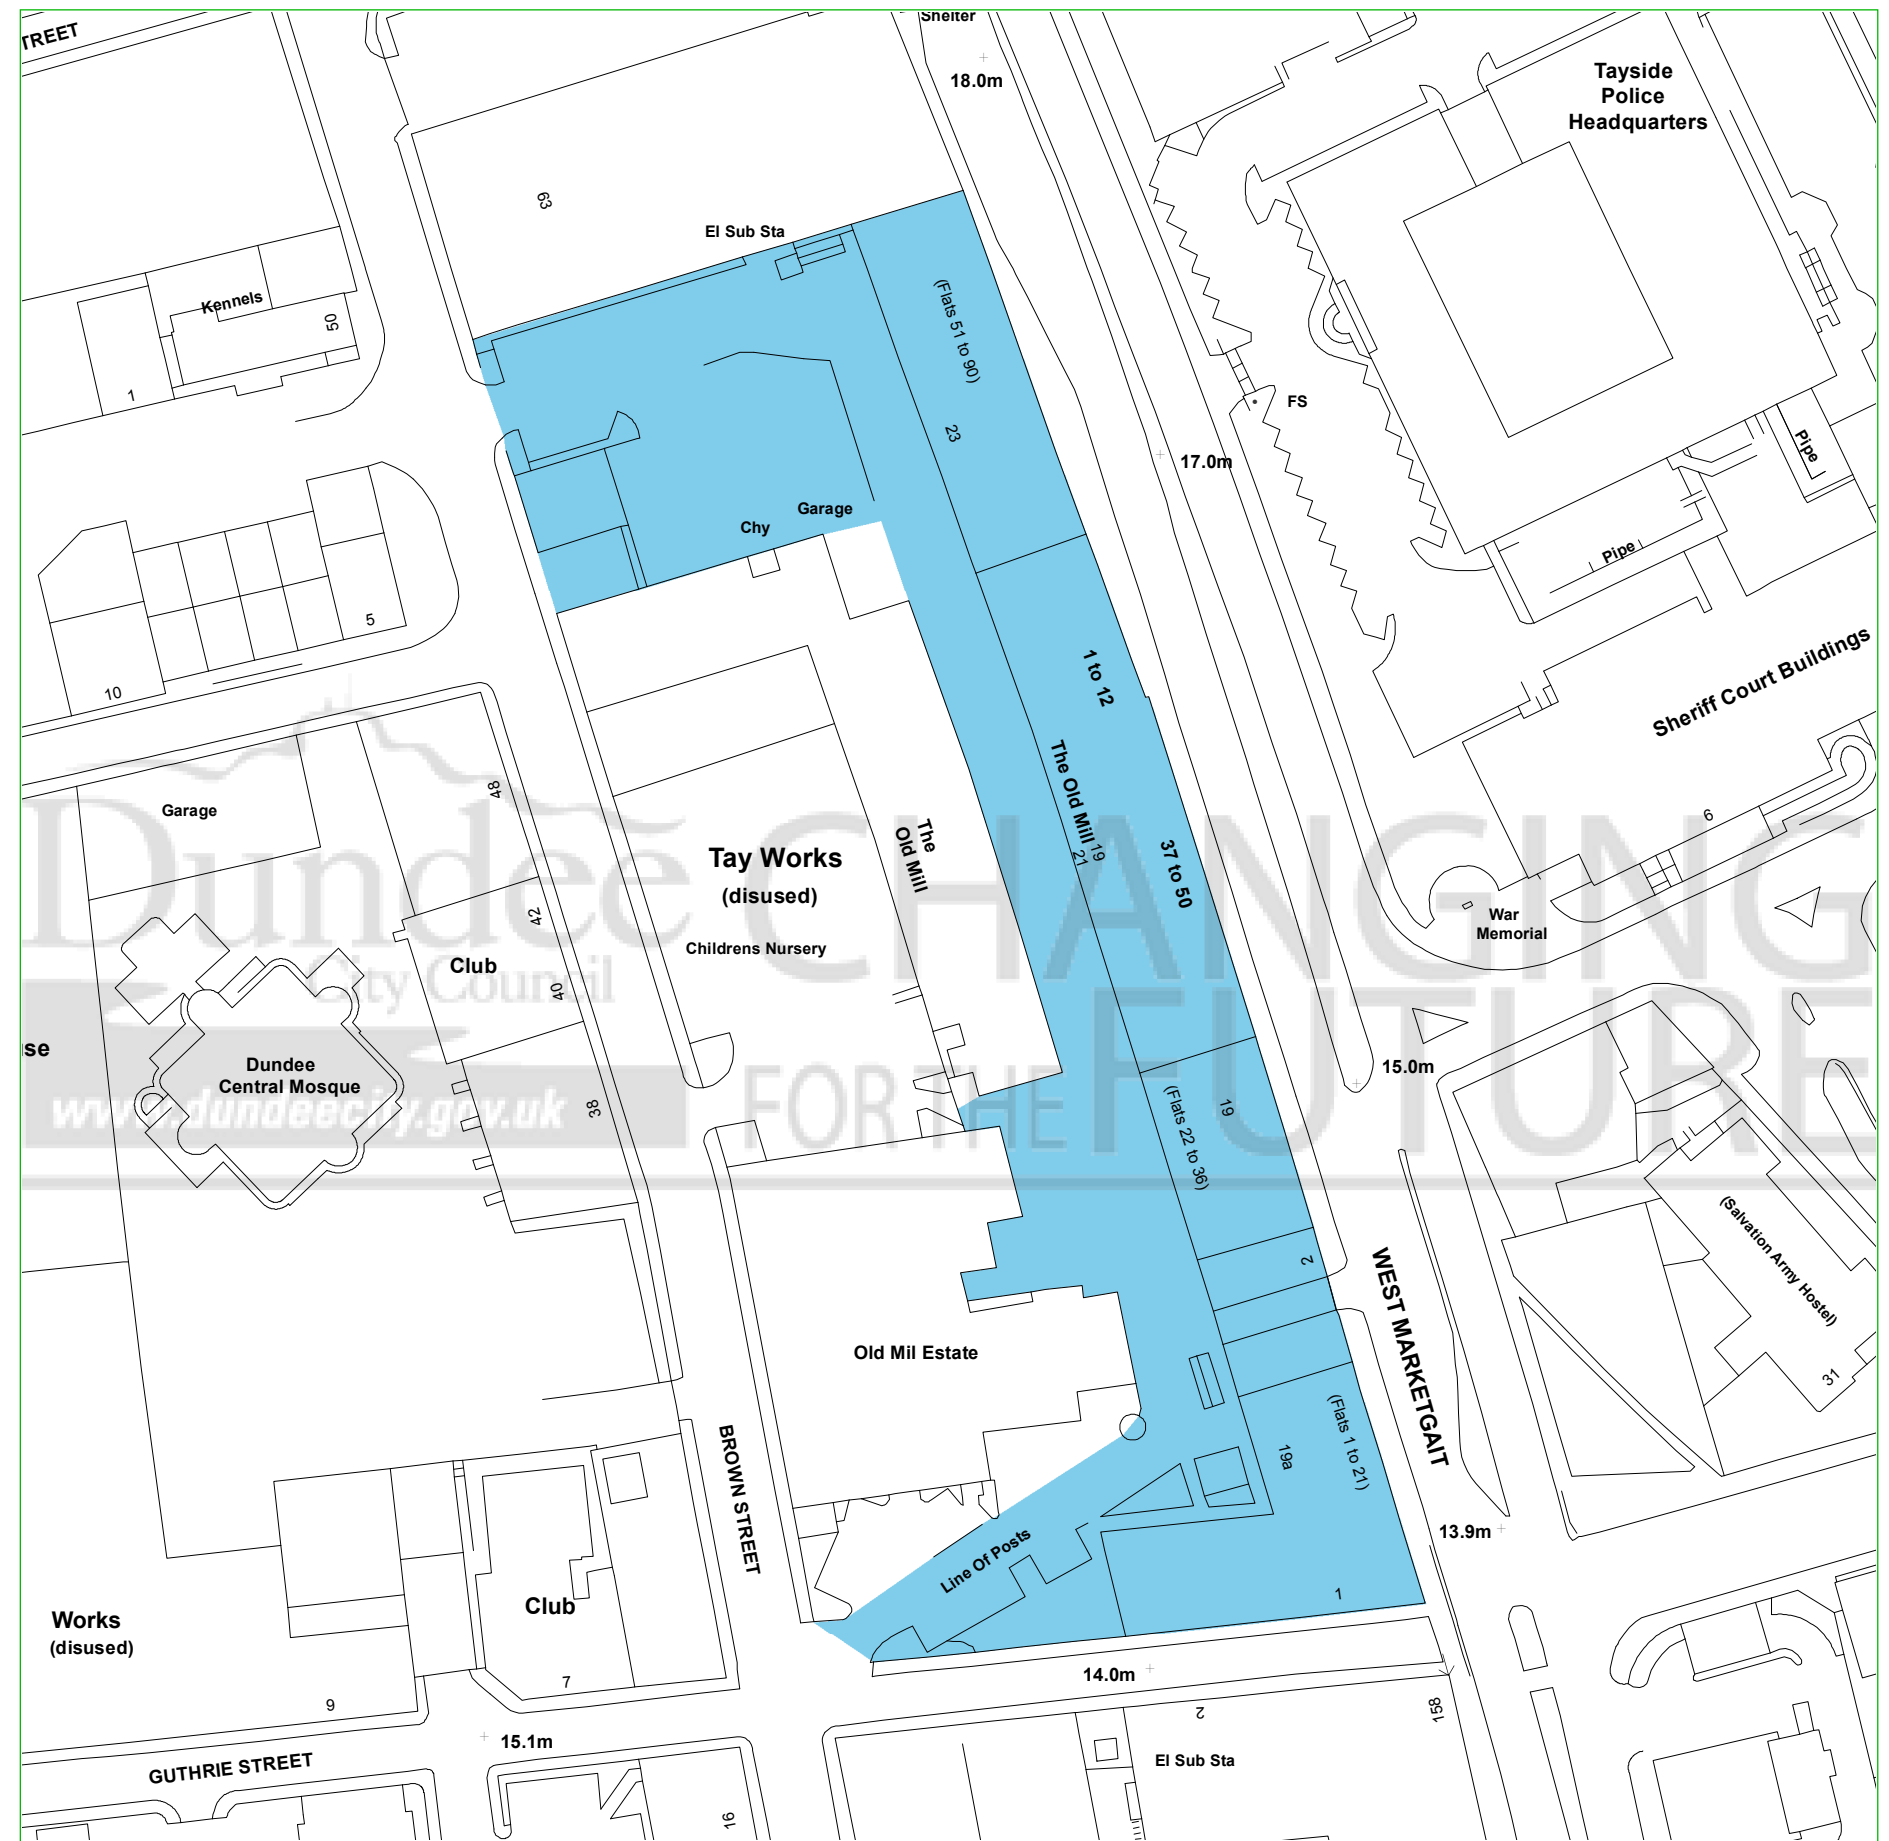 TREET
Shelter
18.0m
Tayside
Police
Headquarters
63
El Sub Sta
Kennels
50
1
(Flats 51 to 90)
23
FS
17.0m
Pipe
Pipe
Chy
Garage
5
10
1 to 12
Sheriff Court Buildings
Garage
48
The
Old Mill
The Old Mill
19
21
37 to 50
6
Tay Works
(disused)
42
Childrens Nursery
Club
40
War
Memorial
Dundee
City Council
www.dundeecity.gov.uk
CHANGING
FOR THE FUTURE
se
Dundee
Central Mosque
38
15.0m
(Flats 22 to 36)
19
2
(Salvation Army Hostel)
31
WEST MARKETGAIT
Old Mil Estate
(Flats 1 to 21)
19a
BROWN STREET
13.9m
Line Of Posts
1
Works
(disused)
Club
7
9
14.0m
158
2
15.1m
GUTHRIE STREET
El Sub Sta
16